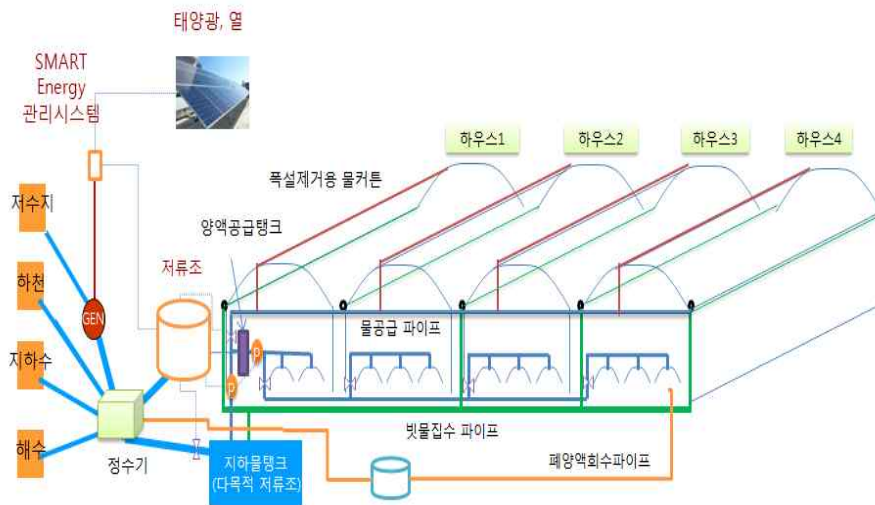 태양광, 열
SMART
Energy
관리시스템
하우스1
하우스2
하우스3
하우스4
폭설제거용 물커튼
저수지
양액공급탱크
저류조
하천
GEN
물공급 파이프
p
지하수
p
빗물집수 파이프
해수
정수기
지하물탱크
(다목적 저류조)
폐양액회수파이프